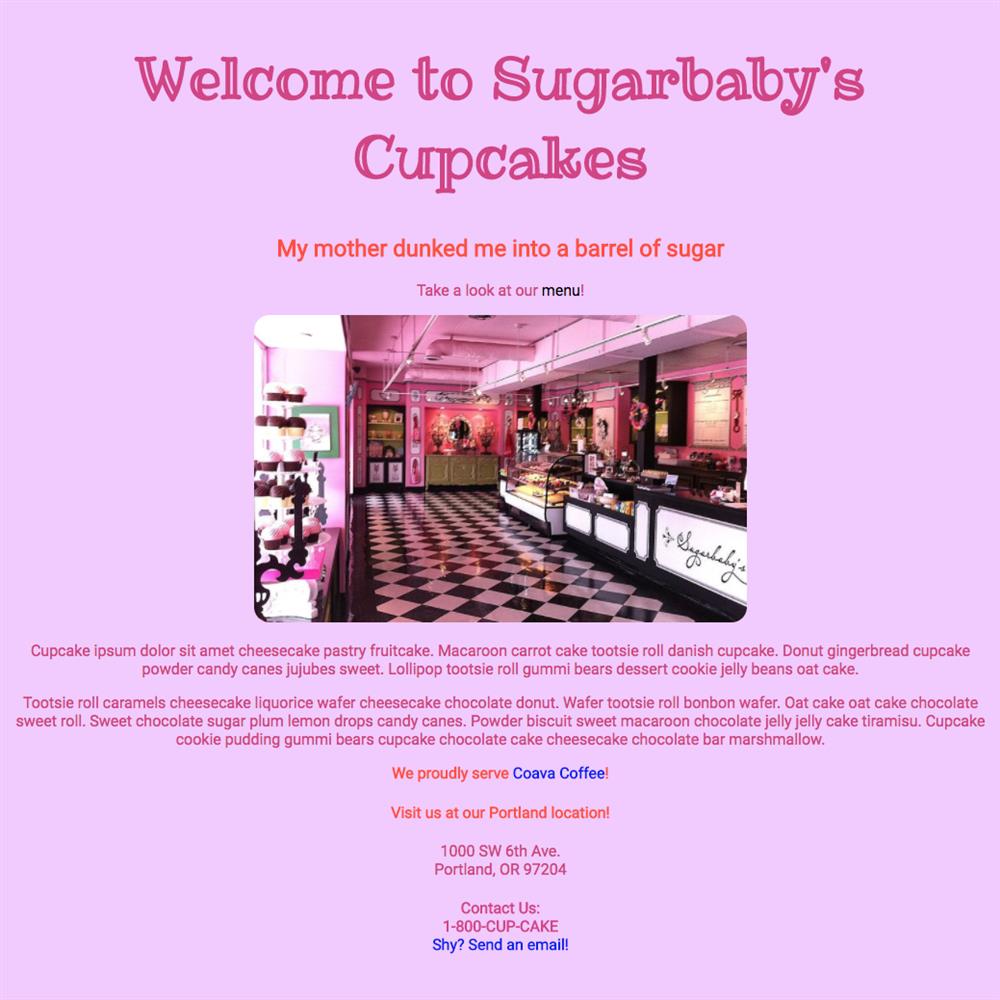 Welcome to Sugarbaby's
Cupcakes
My mother dunked me into a barrel of sugar
Take a look at our menu!
Sugarbaby's
Cupcake ipsum dolor sit amet cheesecake pastry fruitcake. Macaroon carrot cake tootsie roll danish cupcake. Donut gingerbread cupcake
powder candy canes jujubes sweet. Lollipop tootsie roll gummi bears dessert cookie jelly beans oat cake.
Tootsie roll caramels cheesecake liquorice wafer cheesecake chocolate donut. Wafer tootsie roll bonbon wafer. Oat cake oat cake chocolate
sweet roll. Sweet chocolate sugar plum lemon drops candy canes. Powder biscuit sweet macaroon chocolate jelly jelly cake tiramisu. Cupcake
cookie pudding gummi bears cupcake chocolate cake cheesecake chocolate bar marshmallow.
We proudly serve Coava Coffee!
Visit us at our Portland location!
1000 SW 6th Ave.
Portland, OR 97204
Contact Us:
1-800-CUP-CAKE
Shy? Send an email!